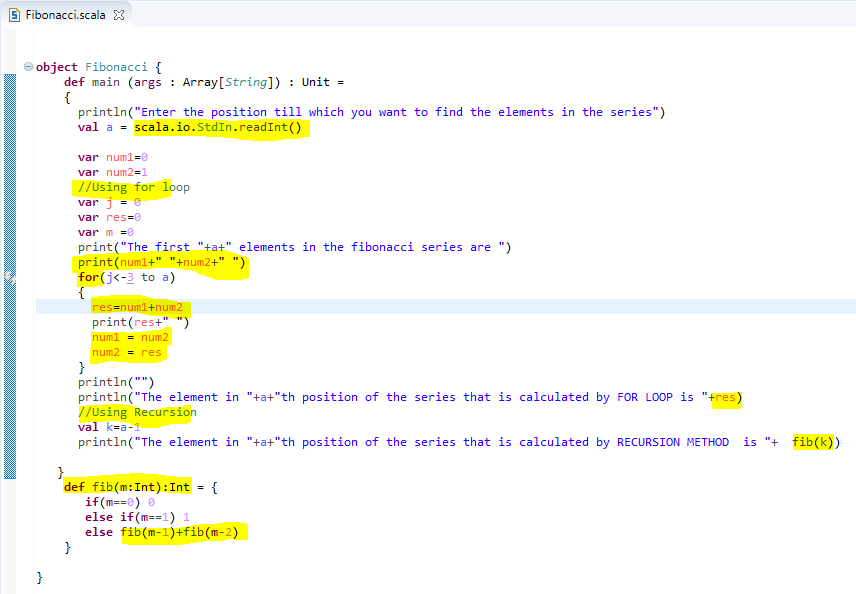 Fibonacci.scala
object Fibonacci {
def main (args : Array[String]) : Unit =
{
println("Enter the position till which you want to find the elements in the series")
val a = scala.io.StdIn.readInt()
var num1=0
var num2=1
//Using for loop
var j = 0
var res=0
var m =0
print("The first "+a+" elements in the fibonacci series are ")
print(num1+" "+num2+" ")
for(j<-3 to a)
{
res=num1+num2
print(res+" ")
num1 = num2
num2 = res
}
println("")
println("The element in "+a+"th position of the series that is calculated by FOR LOOP is "+res)
//Using Recursion
val k=a-1
println("The element in "+a+"th position of the series that is calculated by RECURSION METHOD  is "+  fib(k))
}
def fib(m:Int):Int = {
if(m==0) 0
else if(m==1) 1
else fib(m-1)+fib(m-2)
}
}